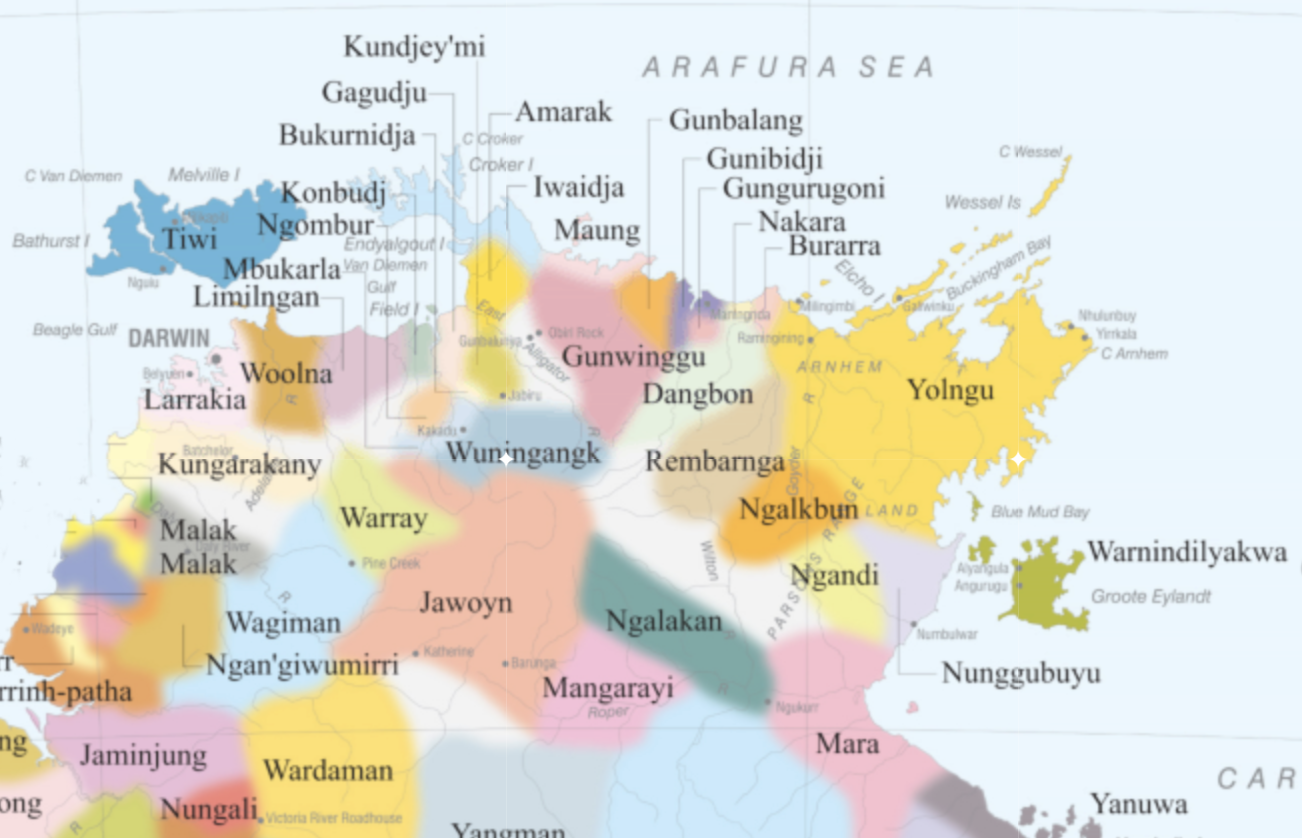 Kundjey'mi
ARAFURA SEA
Gagudju
Amarak
Gunbalang
Bukurnidja
C Croker
Croker I
C Wessel
Gunibidji
C Van Diemen
Melville I
Konbudj
Iwaidja
Gungurugoni
Wessel Is
Ngombur
Maung
Nakara
Bathurst I
Tiwi
Endyalgout I
Burarra
Mbukarla
Van Diemen
Gulf
Elcho I
Buckingham Bay
Nguiu
Limilngan
Field I
East
Alligator
Milingimbi
Galiwinku
Maningrida
Nhulunbuy
Beagle Gulf
DARWIN
Gunbalunya
Obiri Rock
Ramingining
Yirrkala
C Arnhem
Gunwinggu
ARNHEM
Belyuen
Woolna
Larrakia
R
Jabiru
Dangbon
R
Yolngu
Kakadu
R
Batchelor
Kungarakany
Adelaide
Wuningangk
Rembarnga
Goyder
Warray
Ngalkbun
LAND
Blue Mud Bay
Daly River
Malak
Malak
Pine Creek
Wilton
PARSONS RANGE
Ngandi
Warnindilyakwa
Alyangula
Angurugu
Groote Eylandt
R
Jawoyn
Wagiman
Ngalakan
R
Numbulwar
Wadeye
Katherine
Barunga
rr
Ngan'giwumirri
Nunggubuyu
rrinh-patha
Mangarayi
R
Roper
Ngukurr
ng
Jaminjung
Wardaman
Mara
CAR
ong
Nungali
Victoria River Roadhouse
Yanuwa
R
Yangman